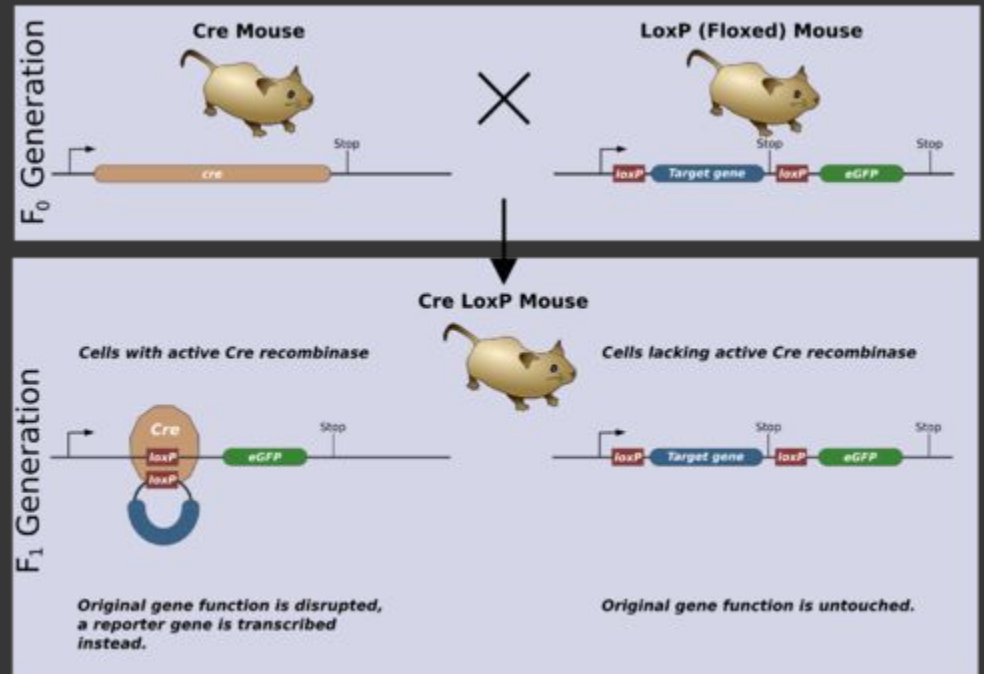 F0 Generation
Cre Mouse
LoxP (Floxed) Mouse
Stop
cre
Stop
Stop
loxP
Target gene
loxP
eGFP
Cre LoxP Mouse
F1 Generation
Cells with active Cre recombinase
Cells lacking active Cre recombinase
Cre
loxP
loxP
eGFP
Stop
Stop
Stop
loxP
Target gene
loxP
eGFP
Original gene function is disrupted,
a reporter gene is transcribed
instead.
Original gene function is untouched.